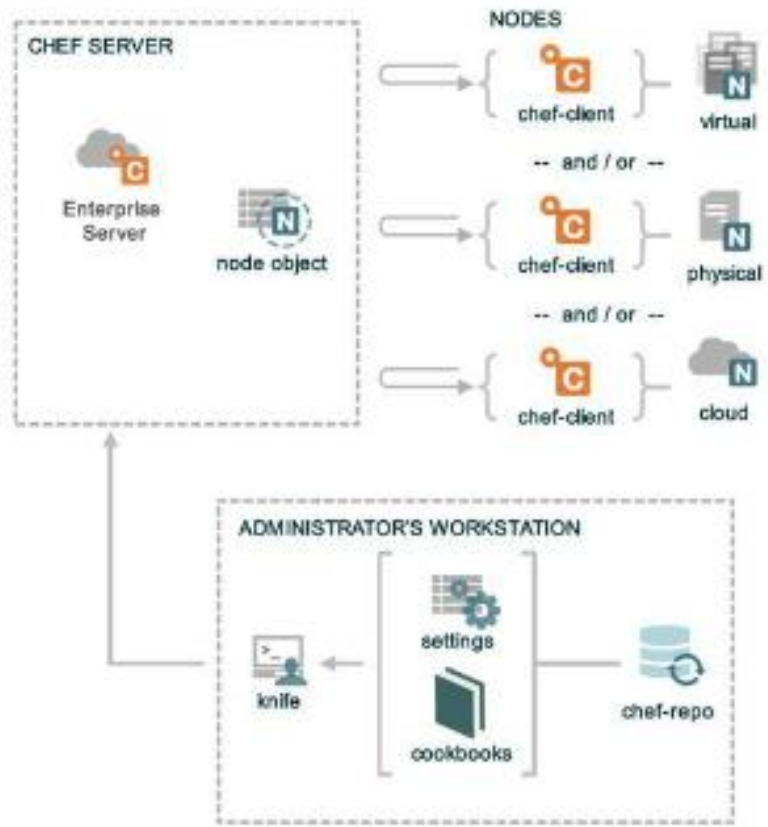 CHEF SERVER
Enterprise
Server
node object
NODES
chef-client
virtual
-- and / or --
chef-client
physical
-- and / or --
chef-client
cloud
ADMINISTRATOR'S WORKSTATION
knife
settings
cookbooks
chef-repo
C
N
C
N
C
N
C
N
>_